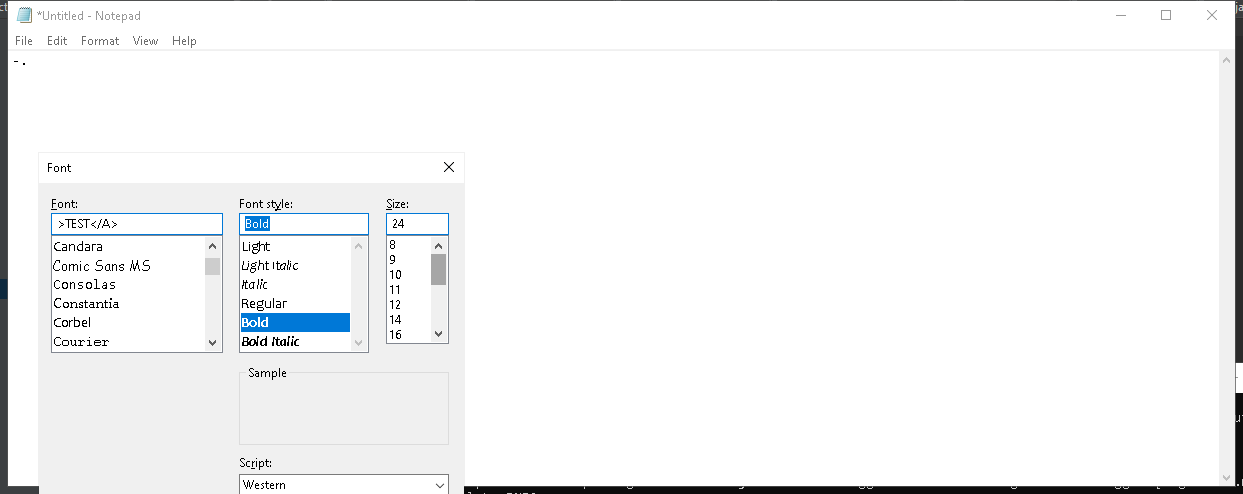 *Untitled - Notepad
File Edit Format View Help
-.
Font
Font: Font style: Size:
>TEST</A> Bold 24
Candara Light 8
Comic Sans MS Light Italic 9
Consolas Italic 10
Constantia Regular 11
Corbel Bold 12
Courier Bold Italic 14
16
Sample
Script:
Western